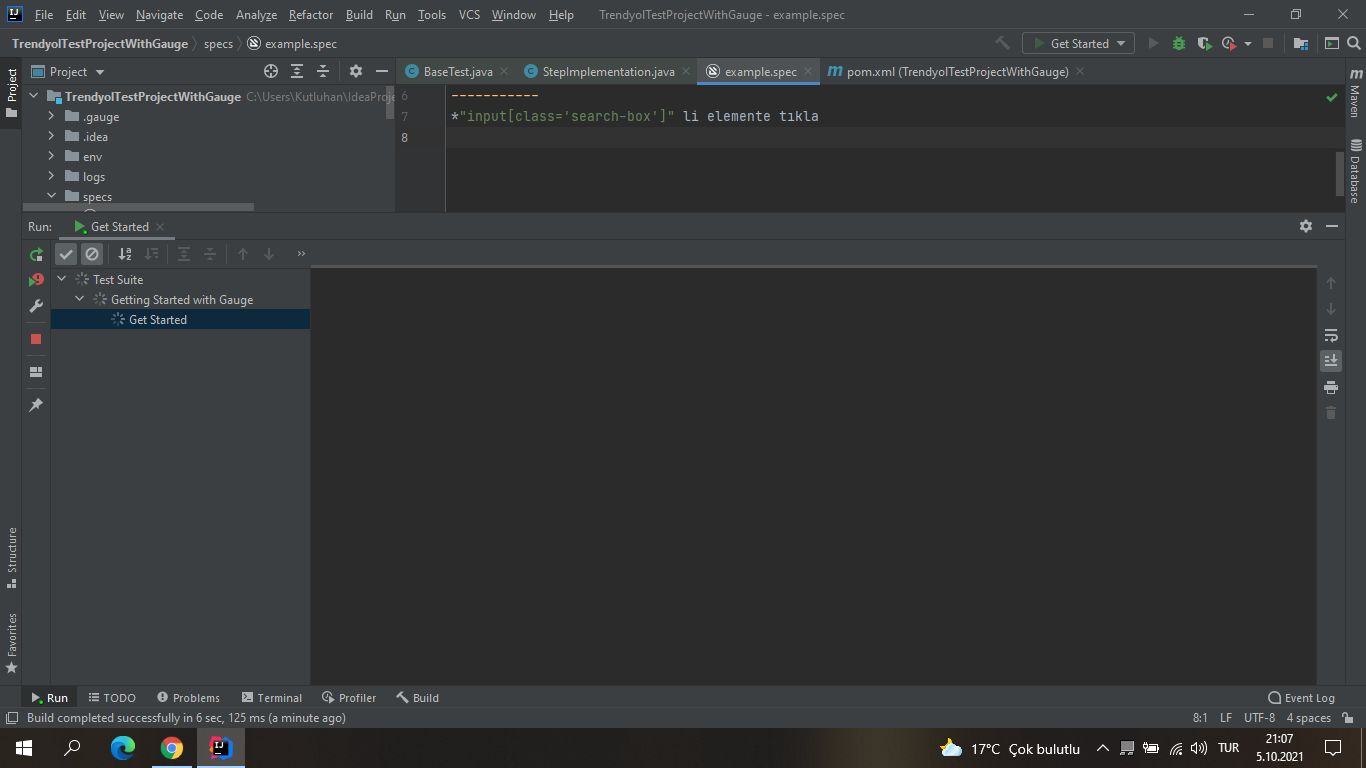 File Edit View Navigate Code Analyze Refactor Build Run Tools VCS Window Help TrendyolTestProjectWithGauge - example.spec
TrendyolTestProjectWithGauge specs example.spec Get Started
Project BaseTest.java StepImplementation.java example.spec pom.xml (TrendyolTestProjectWithGauge)
TrendyolTestProjectWithGauge C:\Users\Kutluhan\IdeaProje
.gauge
.idea
env
logs
specs
6 -----------
7 *"input[class='search-box']" li elemente tıkla
8
Project
Structure
Favorites
Maven
Database
Run: Get Started
Test Suite
Getting Started with Gauge
Get Started
Run TODO Problems Terminal Profiler Build Event Log
Build completed successfully in 6 sec, 125 ms (a minute ago) 8:1 LF UTF-8 4 spaces
17°C Çok bulutlu TUR 21:07
5.10.2021